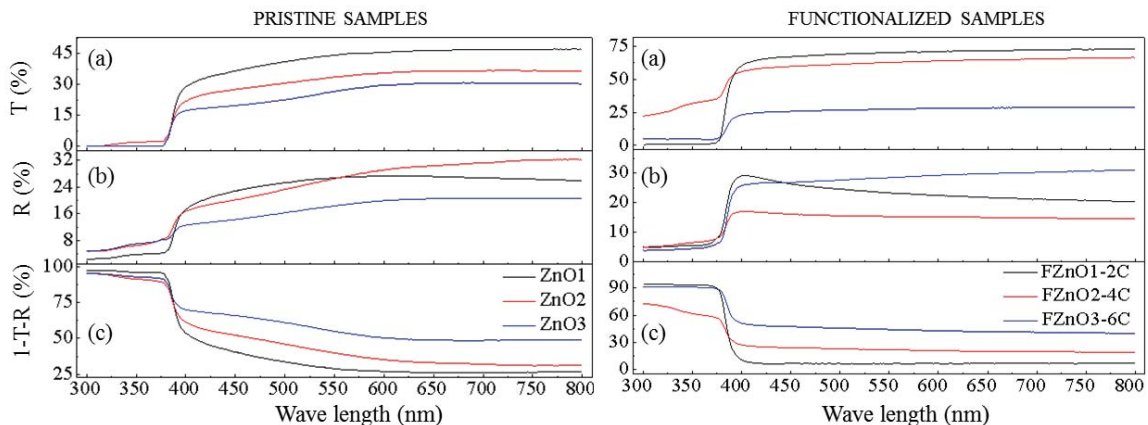 PRISTINE SAMPLES
FUNCTIONALIZED SAMPLES
T (%)
45
30
15
0
(a)
75
50
25
0
(a)
R (%)
32
24
16
8
(b)
30
20
10
0
(b)
1-T-R (%)
100
75
50
25
(c)
ZnO1
ZnO2
ZnO3
90
60
30
0
(c)
FZnO1-2C
FZnO2-4C
FZnO3-6C
300 350 400 450 500 550 600 650 700 750 800
300 350 400 450 500 550 600 650 700 750 800
Wave length (nm)
Wave length (nm)